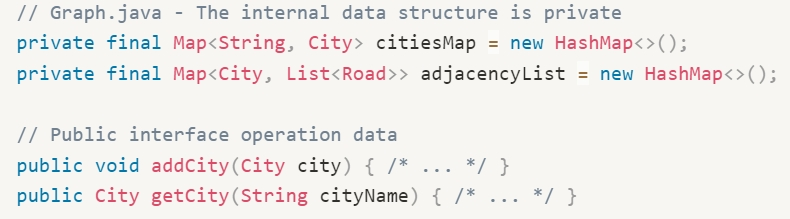 // Graph.java - The internal data structure is private
private final Map<String, City> citiesMap = new HashMap<>();
private final Map<City, List<Road>> adjacencyList = new HashMap<>();
// Public interface operation data
public void addCity(City city) { /* ... */ }
public City getCity(String cityName) { /* ... */ }